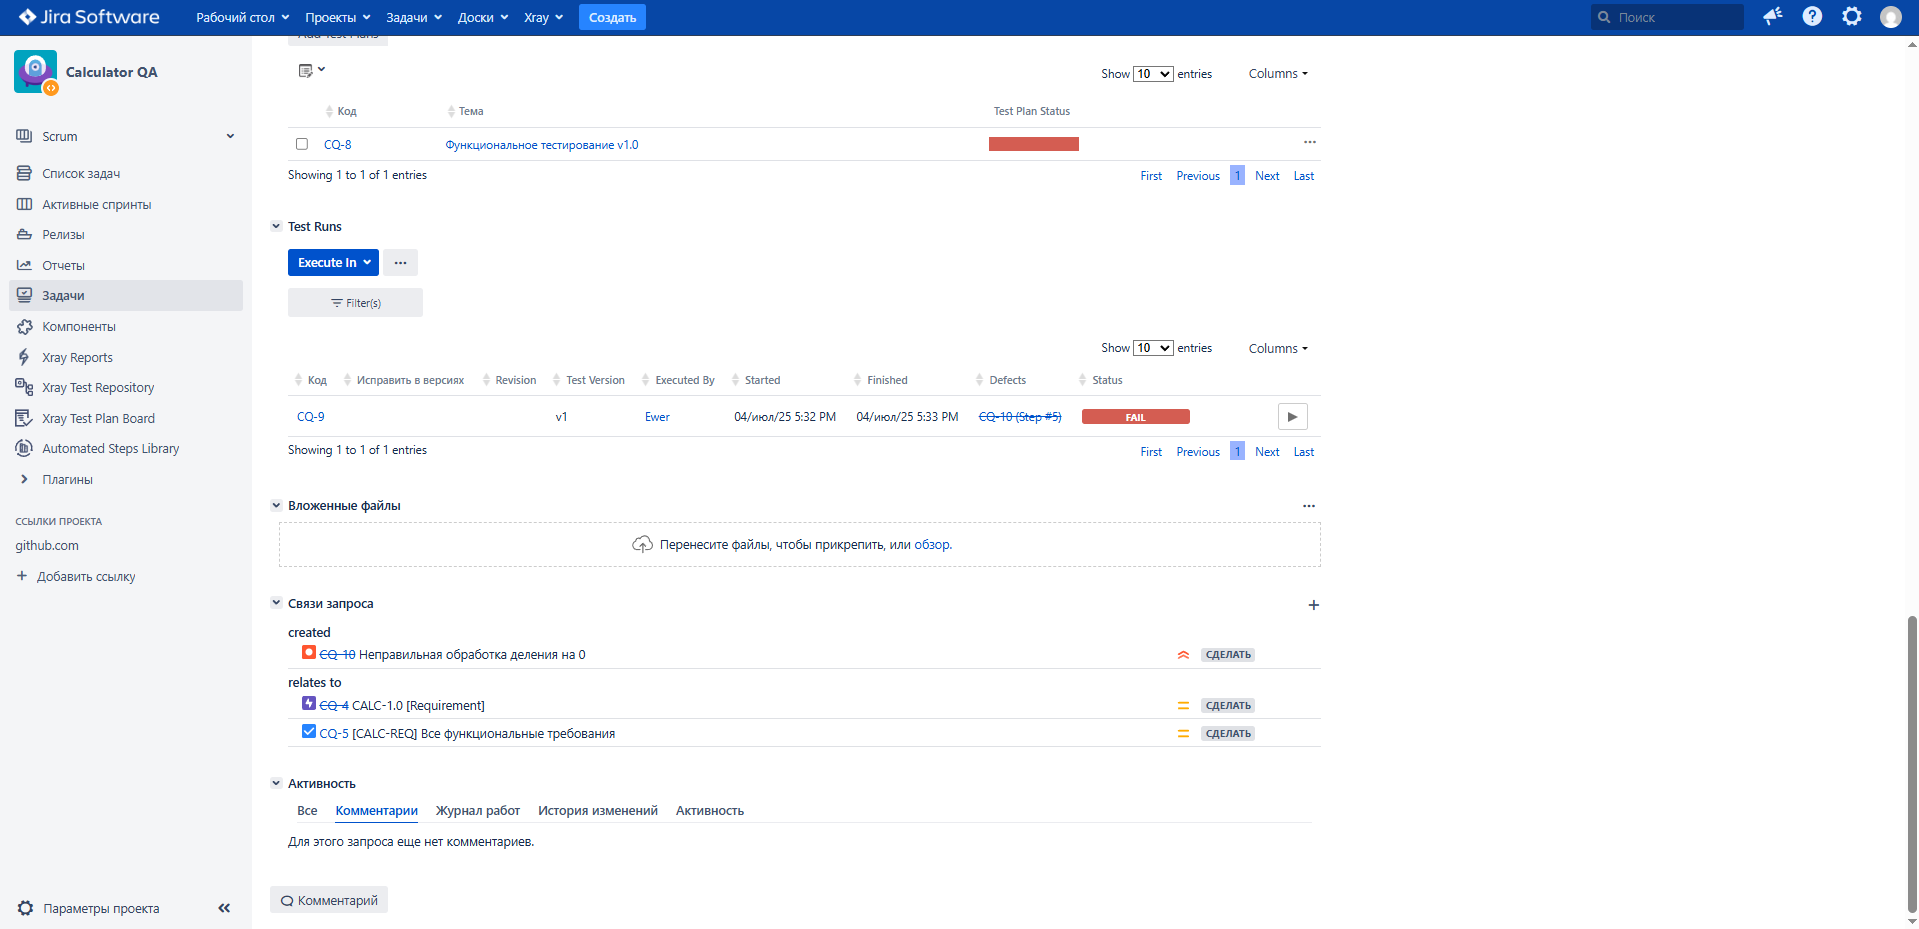 Jira Software Рабочий стол Проекты Задачи Доски Xray Создать Поиск
Calculator QA
Scrum
Список задач
Активные спринты
Релизы
Отчеты
Задачи
Компоненты
Xray Reports
Xray Test Repository
Xray Test Plan Board
Automated Steps Library
Плагины
ССЫЛКИ ПРОЕКТА
github.com
+ Добавить ссылку
Параметры проекта
Add Test Plans
Show 10 entries Columns
Код Тема Test Plan Status
CQ-8 Функциональное тестирование v1.0
Showing 1 to 1 of 1 entries First Previous 1 Next Last
Test Runs
Execute In ...
Filter(s)
Show 10 entries Columns
Код Исправить в версиях Revision Test Version Executed By Started Finished Defects Status
CQ-9 v1 Ewer 04/июл/25 5:32 PM 04/июл/25 5:33 PM CQ-10 (Step #5) FAIL
Showing 1 to 1 of 1 entries First Previous 1 Next Last
Вложенные файлы
Перенесите файлы, чтобы прикрепить, или обзор.
Связи запроса
created
CQ-10 Неправильная обработка деления на 0 СДЕЛАТЬ
relates to
CQ-4 CALC-1.0 [Requirement] СДЕЛАТЬ
CQ-5 [CALC-REQ] Все функциональные требования СДЕЛАТЬ
Активность
Все Комментарии Журнал работ История изменений Активность
Для этого запроса еще нет комментариев.
Комментарий